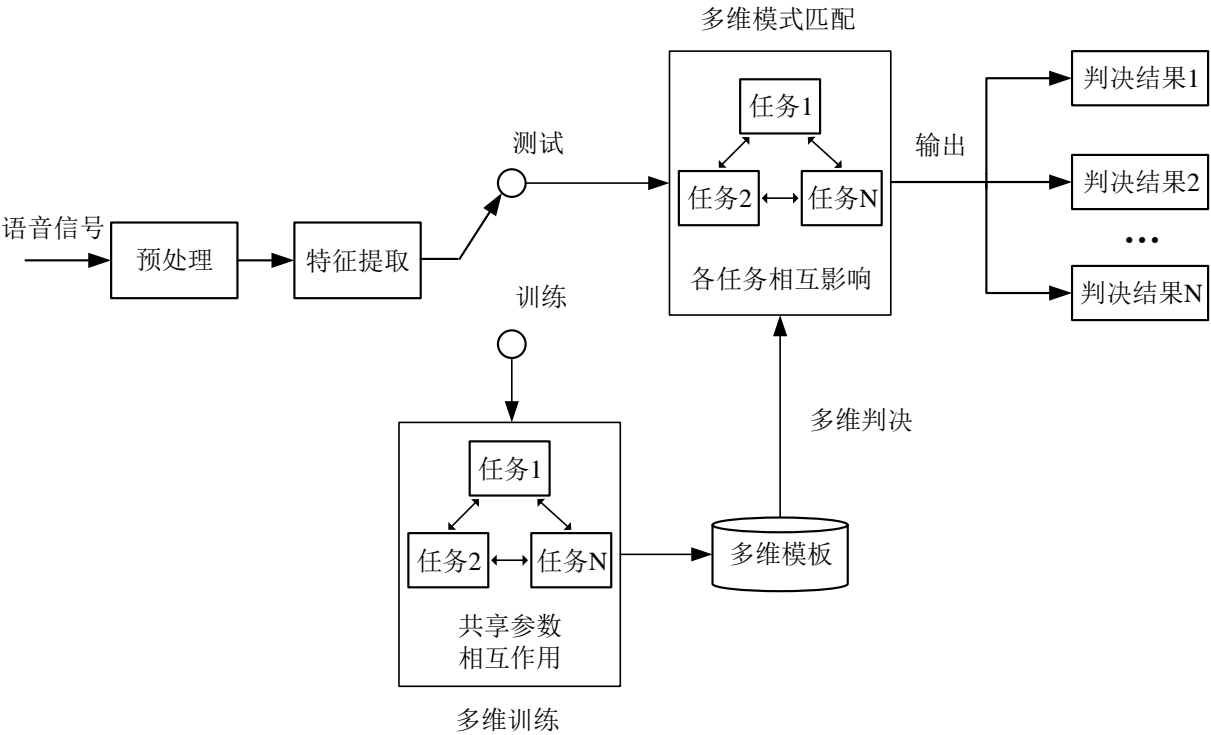 多维模式匹配
任务1
任务2
任务N
各任务相互影响
测试
语音信号
预处理
特征提取
训练
输出
判决结果1
判决结果2
...
判决结果N
任务1
任务2
任务N
共享参数
相互作用
多维训练
多维模板
多维判决